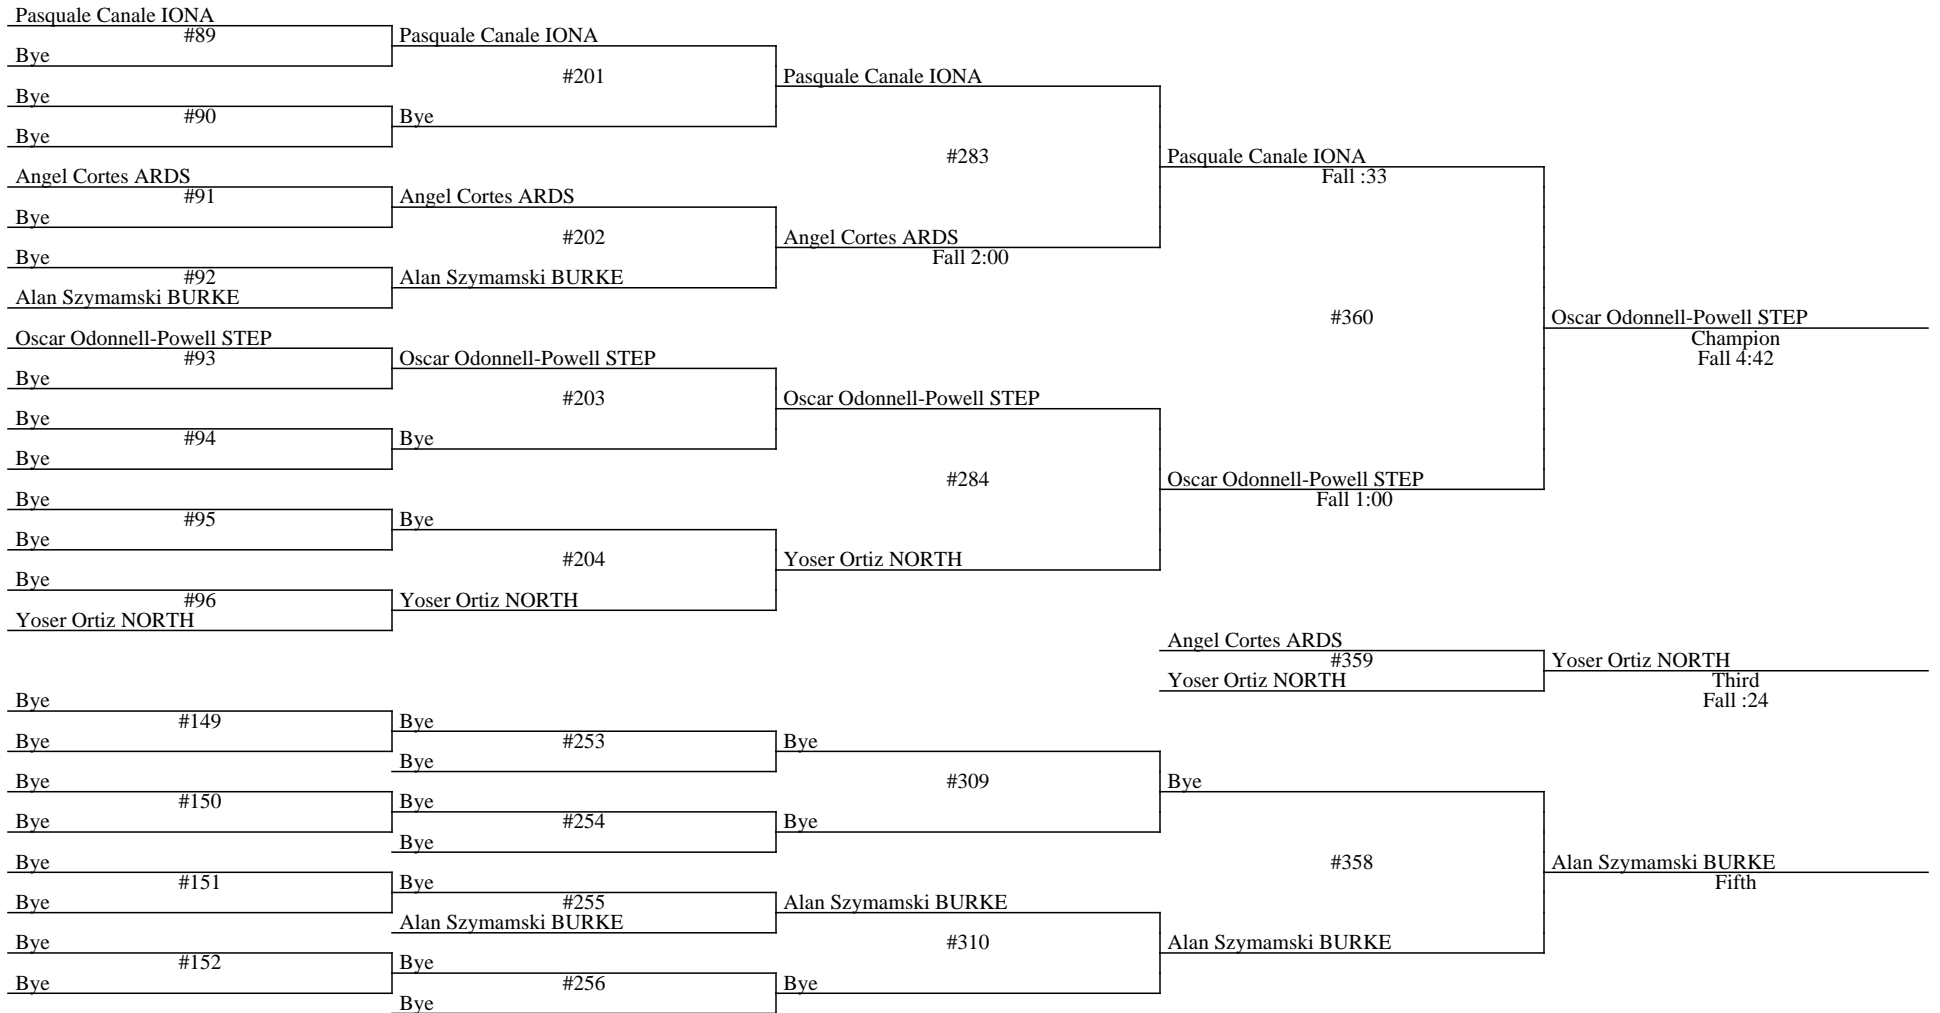 Pasquale Canale IONA
#89
Pasquale Canale IONA
Bye
#201
Pasquale Canale IONA
Bye
#90
Bye
Bye
#283
Pasquale Canale IONA
Fall :33
Angel Cortes ARDS
#91
Angel Cortes ARDS
Bye
#202
Angel Cortes ARDS
Fall 2:00
Bye
#92
Alan Szymamski BURKE
Alan Szymamski BURKE
#360
Oscar Odonnell-Powell STEP
Champion
Fall 4:42
Oscar Odonnell-Powell STEP
#93
Oscar Odonnell-Powell STEP
Bye
#203
Oscar Odonnell-Powell STEP
Bye
#94
Bye
Bye
#284
Oscar Odonnell-Powell STEP
Fall 1:00
Bye
#95
Bye
Bye
#204
Yoser Ortiz NORTH
Bye
#96
Yoser Ortiz NORTH
Yoser Ortiz NORTH
Angel Cortes ARDS
#359
Yoser Ortiz NORTH
Yoser Ortiz NORTH
Third
Fall :24
Bye
#149
Bye
Bye
#253
Bye
Bye
Bye
#309
Bye
#150
Bye
Bye
#254
Bye
Bye
Bye
Bye
#358
Alan Szymamski BURKE
Fifth
#151
Bye
Bye
#255
Alan Szymamski BURKE
Alan Szymamski BURKE
Bye
#310
Alan Szymamski BURKE
#152
Bye
Bye
#256
Bye
Bye